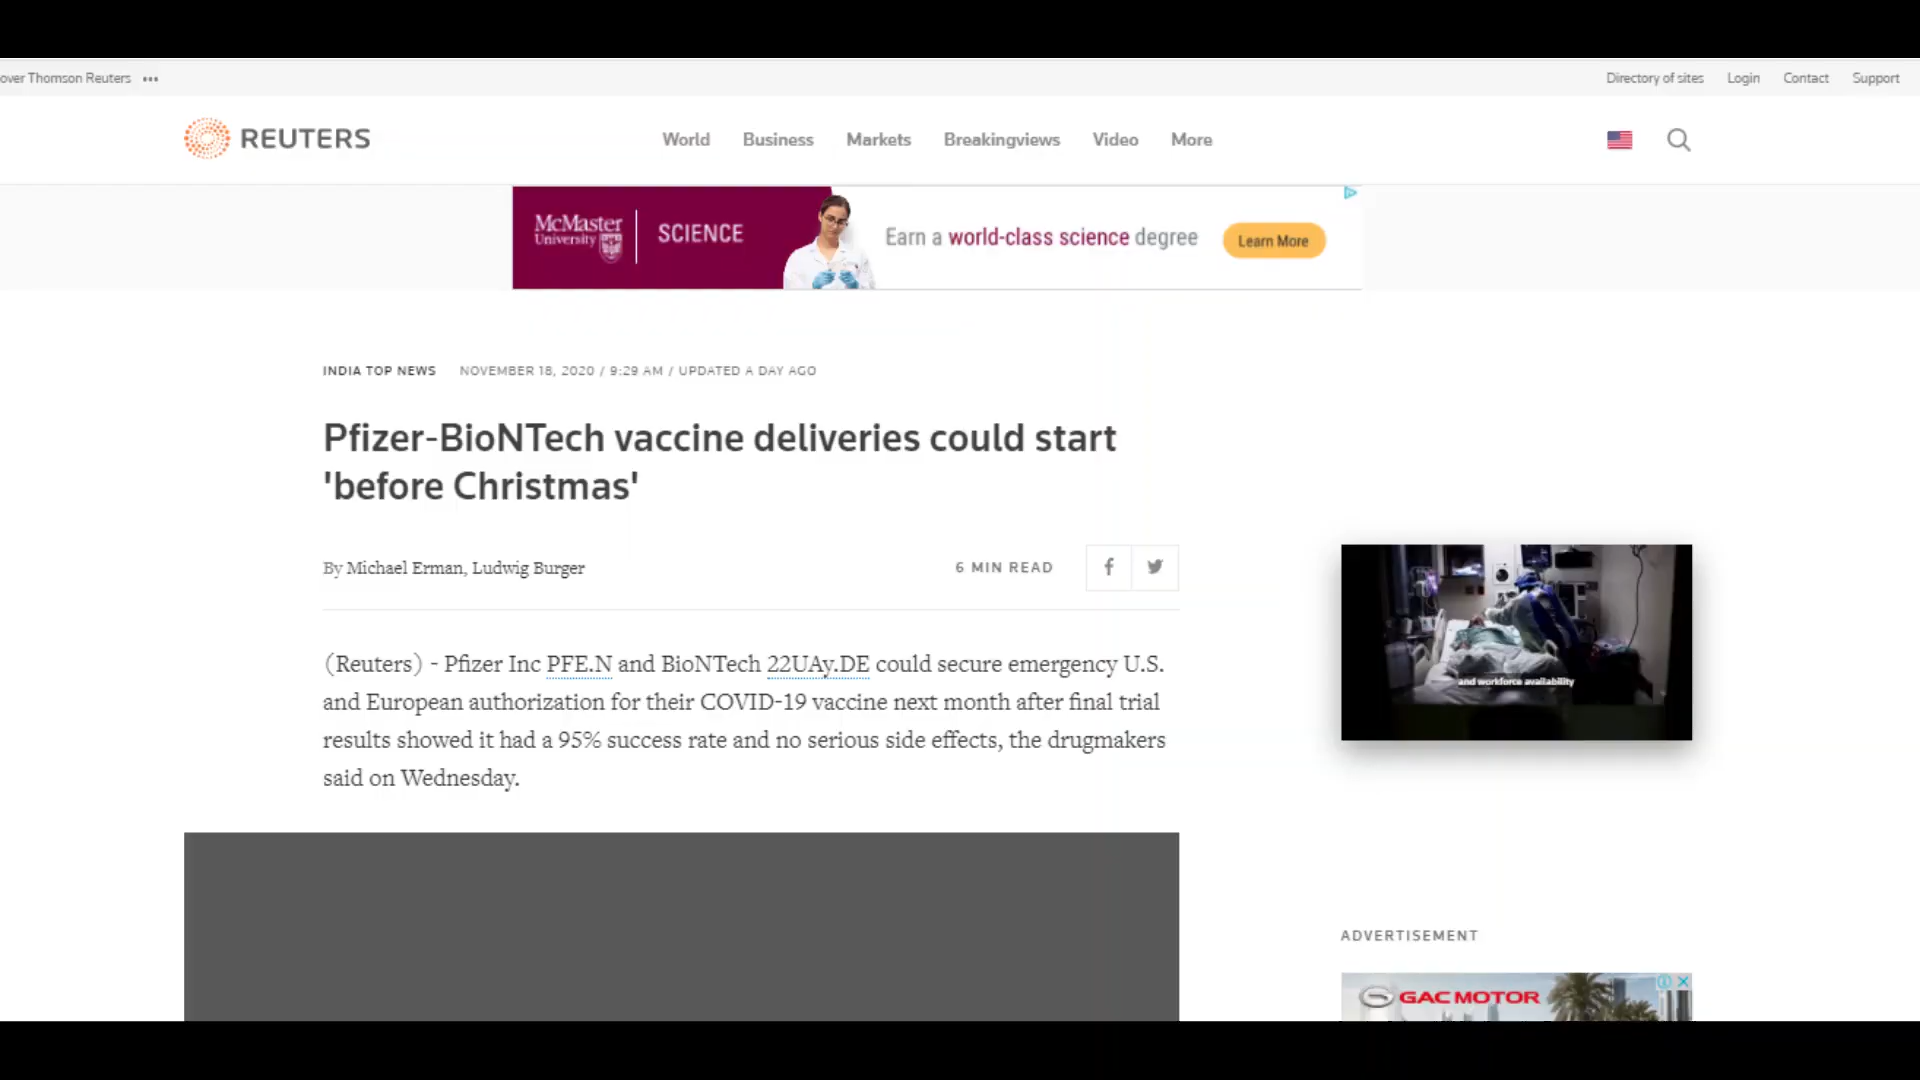 over Thomson Reuters •••
Directory of sites Login Contact Support
REUTERS
World Business Markets Breakingviews Video More
McMaster
University
SCIENCE
Earn a world-class science degree
Learn More
INDIA TOP NEWS NOVEMBER 18, 2020 / 9:29 AM / UPDATED A DAY AGO
Pfizer-BioNTech vaccine deliveries could start
'before Christmas'
By Michael Erman, Ludwig Burger
6 MIN READ
(Reuters) - Pfizer Inc PFE.N and BioNTech 22UAy.DE could secure emergency U.S.
and European authorization for their COVID-19 vaccine next month after final trial
results showed it had a 95% success rate and no serious side effects, the drugmakers
said on Wednesday.
and workforce availability
ADVERTISEMENT
GAC MOTOR